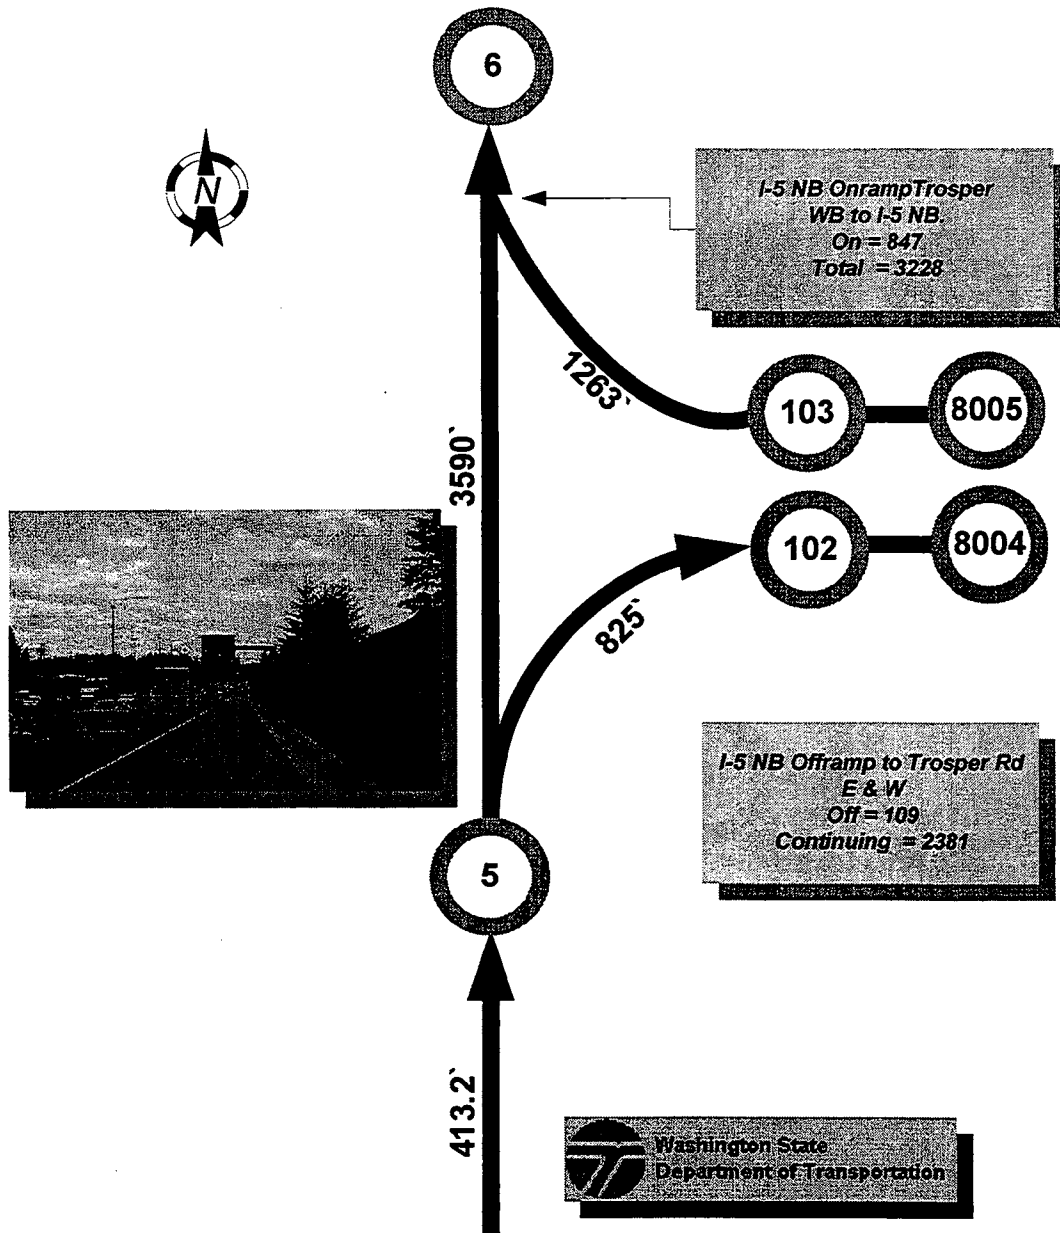 6
N
I-5 NB OnrampTrosper
WB to I-5 NB.
On = 847
Total = 3228
1263`
103
8005
3590`
102
8004
825`
I-5 NB Offramp to Trosper Rd
E & W
Off = 109
Continuing = 2381
5
413.2`
Washington State
Department of Transportation